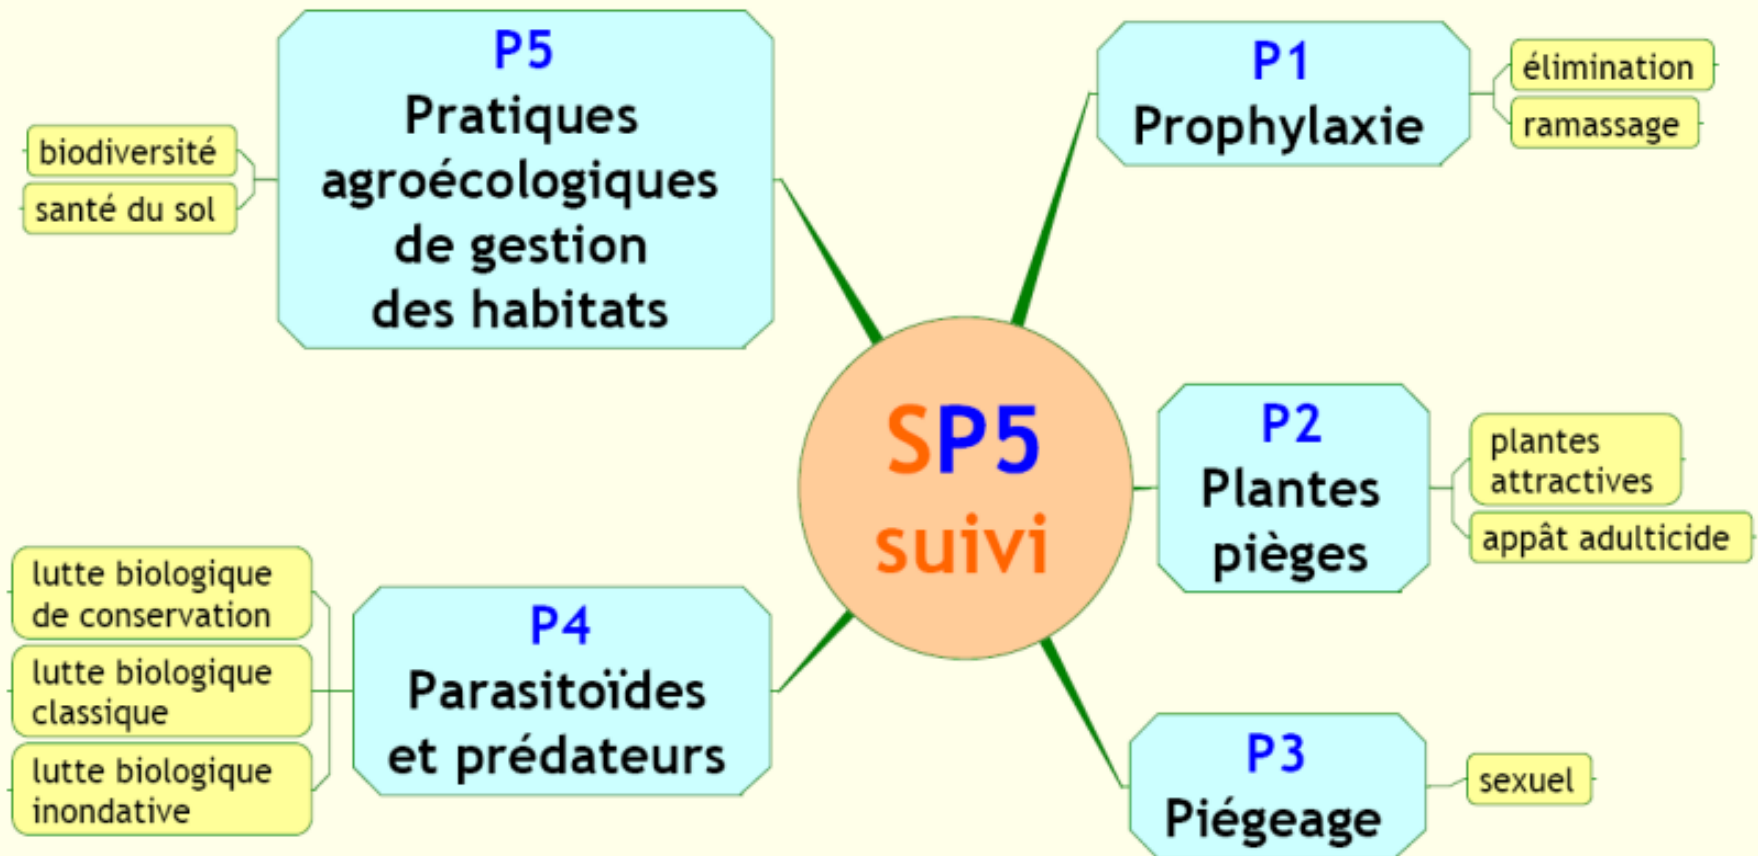 SP5
suivi
P1
Prophylaxie
élimination
ramassage
P2
Plantes
pièges
plantes
attractives
appât adulticide
P3
Piégeage
sexuel
P4
Parasitoïdes
et prédateurs
lutte biologique
de conservation
lutte biologique
classique
lutte biologique
inondative
P5
Pratiques
agroécologiques
de gestion
des habitats
biodiversité
santé du sol